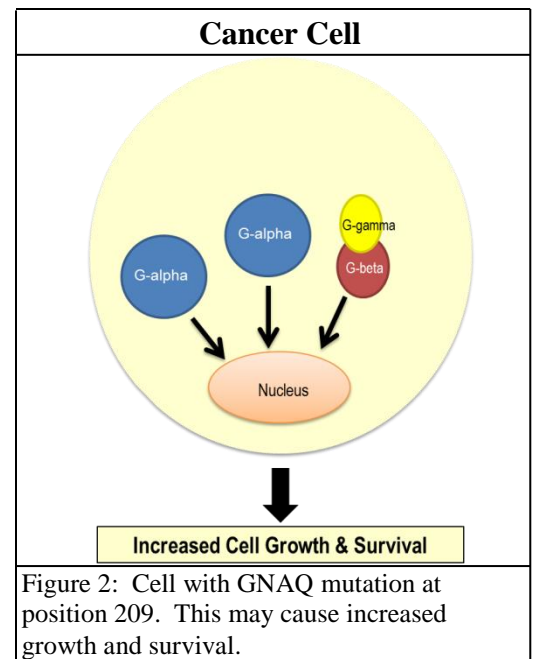 Cancer Cell
G-alpha
G-gamma
G-alpha
G-beta
Nucleus
Increased Cell Growth & Survival
Figure 2:  Cell with GNAQ mutation at
position 209.  This may cause increased
growth and survival.